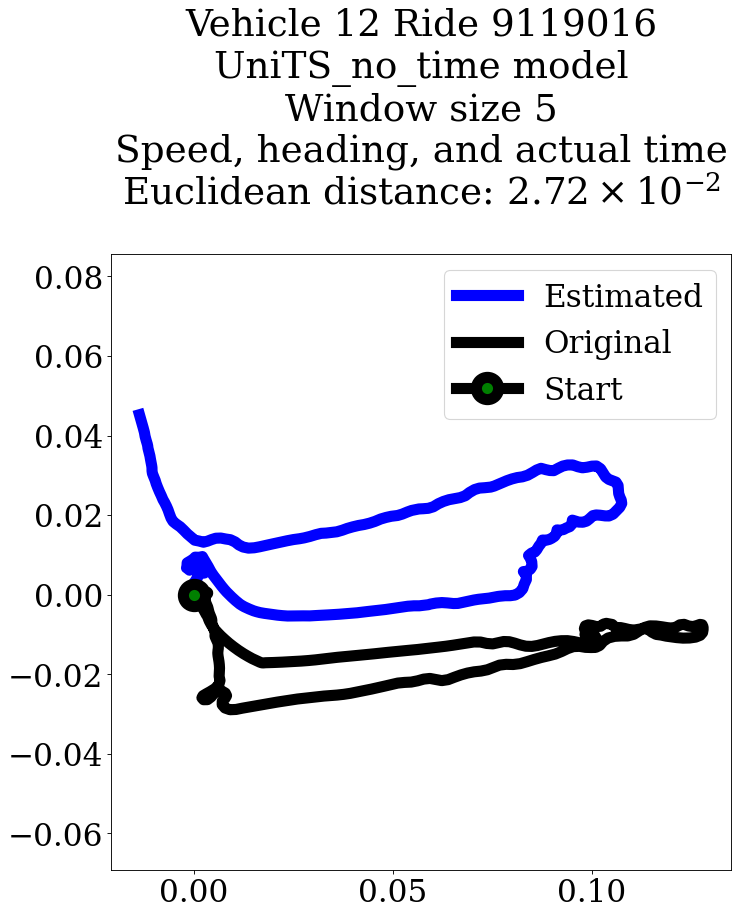 Vehicle 12 Ride 9119016
UniTS_no_time model
Window size 5
Speed, heading, and actual time
Euclidean distance: 2.72 × 10⁻²
Estimated
Original
Start
0.08
0.06
0.04
0.02
0.00
−0.02
−0.04
−0.06
0.00 0.05 0.10